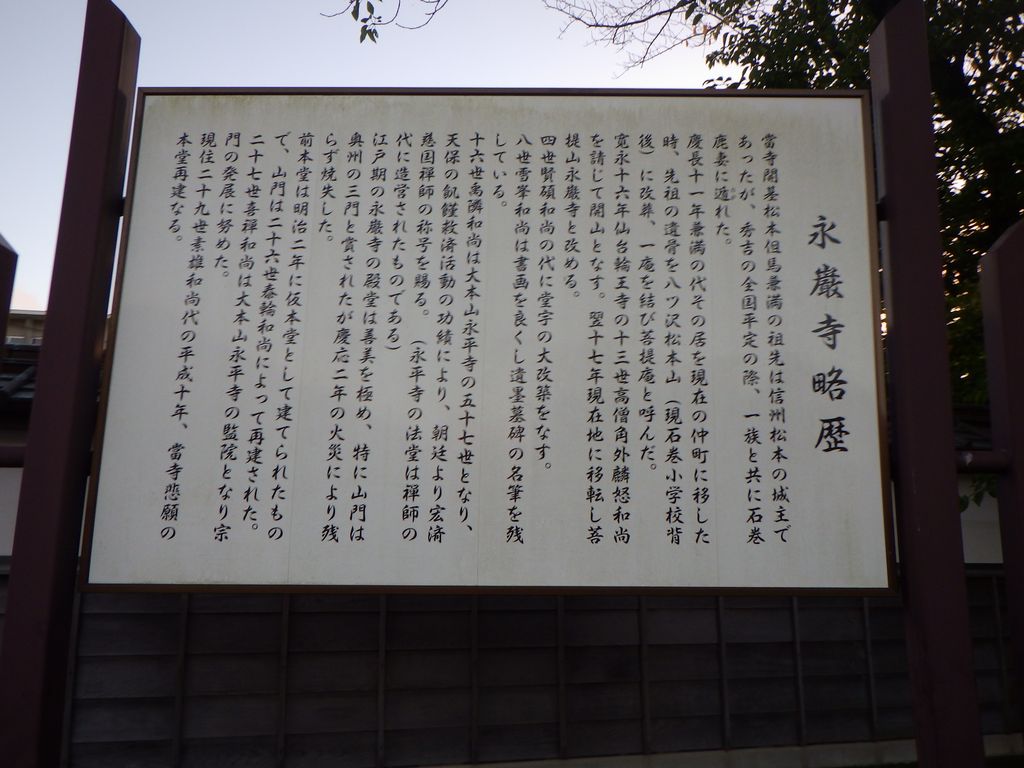 永巖寺略歴
當寺開基松本但馬兼満の祖先は信州松本の城主で
あったが、秀吉の全国平定の際、一族と共に石巻
鹿妻に遁れた。
慶長十一年兼満の代その居を現在の仲町に移した
時、先祖の遺骨を八ツ沢松本山（現石巻小学校背
後）に改葬、一庵を結び菩提庵と呼んだ。
寛永十六年仙台輪王寺の十三世高僧角外麟怒和尚
を請じて開山となす。翌十七年現在地に移転し菩
提山永巖寺と改める。
四世賢碩和尚の代に堂宇の大改築をなす。
八世雪峯和尚は書画を良くし遺墨墓碑の名筆を残
している。
十六世禹隣和尚は大本山永平寺の五十七世となり、
天保の飢饉救済活動の功績により、朝廷より宏済
慈国禅師の称号を賜る。（永平寺の法堂は禅師の
代に造営されたものである）
江戸期の永巖寺の殿堂は善美を極め、特に山門は
奥州の三門と賞されたが慶応二年の火災により残
らず焼失した。
前本堂は明治二年に仮本堂として建てられたもの
で、山門は二十六世泰輪和尚によって再建された。
二十七世喜禅和尚は大本山永平寺の監院となり宗
門の発展に努めた。
現住二十九世素雄和尚代の平成十年、當寺悲願の
本堂再建なる。